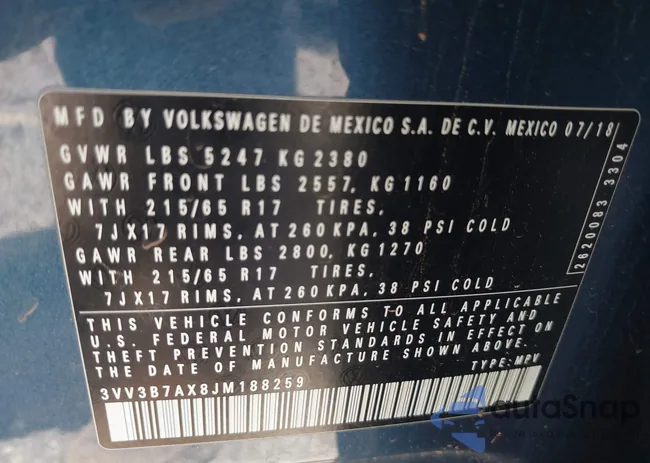 MFD BY VOLKSWAGEN DE MEXICO S.A. DE C.V. MEXICO 07/18
GVWR LBS 5247 KG 2380
GAWR FRONT LBS 2557, KG 1160
WITH 215/65 R17 TIRES,
7JX17 RIMS, AT 260 KPA, 38 PSI COLD
GAWR REAR LBS 2800, KG 1270
WITH 215/65 R17 TIRES,
7JX17 RIMS, AT 260 KPA, 38 PSI COLD
THIS VEHICLE CONFORMS TO ALL APPLICABLE
U.S. FEDERAL MOTOR VEHICLE SAFETY AND
THEFT PREVENTION STANDARDS IN EFFECT ON
THE DATE OF MANUFACTURE SHOWN ABOVE.
TYPE: MPV
3VV3B7AX8JM188259
2620083 3304
AutoSnap